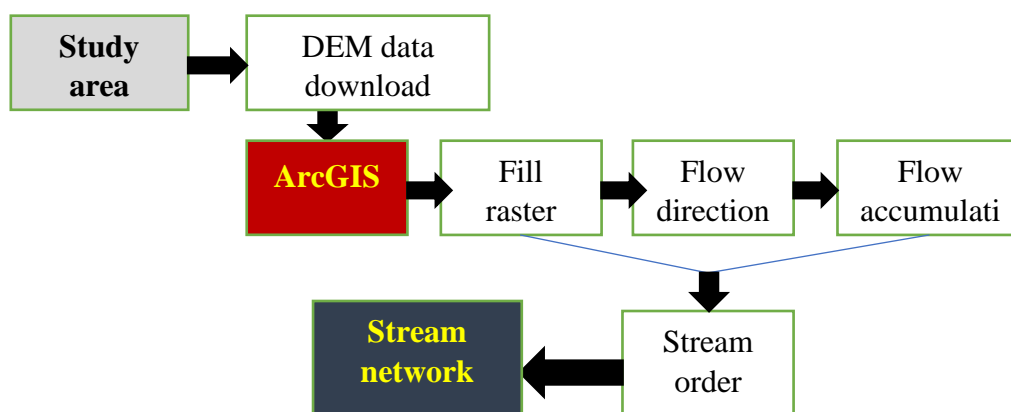 Study
area
DEM data
download
ArcGIS
Fill
raster
Flow
direction
Flow
accumulati
Stream
network
Stream
order